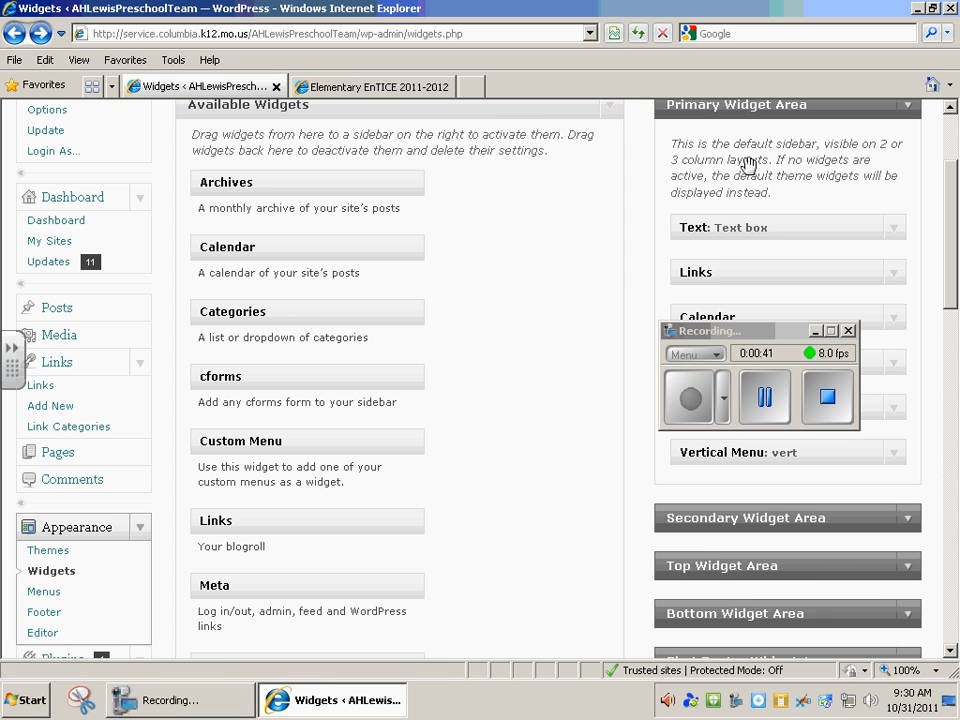 Widgets ‹ AHLewisPreschoolTeam — WordPress - Windows Internet Explorer
http://service.columbia.k12.mo.us/AHLewisPreschoolTeam/wp-admin/widgets.php
Google
File Edit View Favorites Tools Help
Favorites
Widgets ‹ AHLewisPresch...
Elementary EnTICE 2011-2012
Options
Update
Login As...
Dashboard
Dashboard
My Sites
Updates 11
Posts
Media
Links
Links
Add New
Link Categories
Pages
Comments
Appearance
Themes
Widgets
Menus
Footer
Editor
Available Widgets
Drag widgets from here to a sidebar on the right to activate them. Drag
widgets back here to deactivate them and delete their settings.
Archives
A monthly archive of your site's posts
Calendar
A calendar of your site's posts
Categories
A list or dropdown of categories
cforms
Add any cforms form to your sidebar
Custom Menu
Use this widget to add one of your
custom menus as a widget.
Links
Your blogroll
Meta
Log in/out, admin, feed and WordPress
links
Primary Widget Area
This is the default sidebar, visible on 2 or
3 column layouts. If no widgets are
active, the default theme widgets will be
displayed instead.
Text: Text box
Links
Calendar
Recording...
Menu
0:00:41
8.0 fps
Vertical Menu: vert
Secondary Widget Area
Top Widget Area
Bottom Widget Area
Trusted sites | Protected Mode: Off
100%
Start
Recording...
Widgets ‹ AHLewis...
9:30 AM
10/31/2011